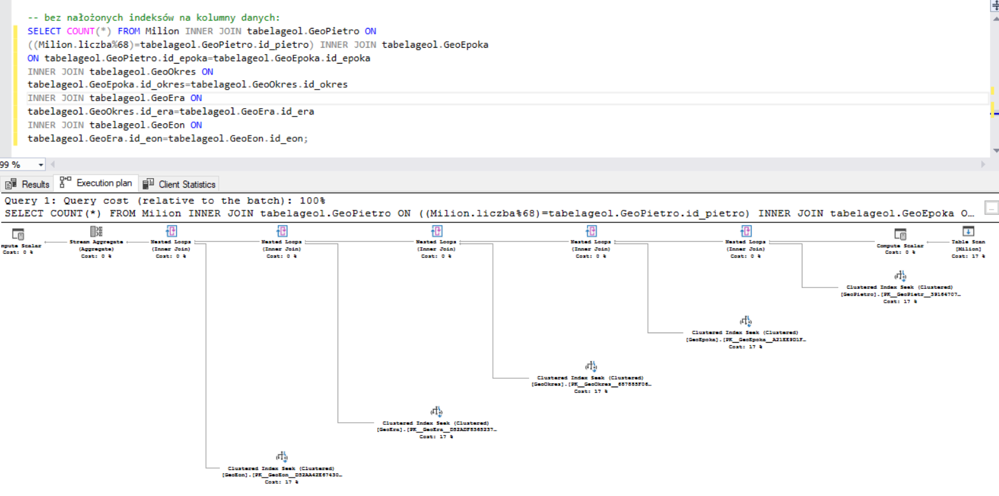 -- bez nałożonych indeksów na kolumny danych:
SELECT COUNT(*) FROM Milion INNER JOIN tabelageol.GeoPietro ON
((Milion.liczba%68)=tabelageol.GeoPietro.id_pietro) INNER JOIN tabelageol.GeoEpoka
ON tabelageol.GeoPietro.id_epoka=tabelageol.GeoEpoka.id_epoka
INNER JOIN tabelageol.GeoOkres ON
tabelageol.GeoEpoka.id_okres=tabelageol.GeoOkres.id_okres
INNER JOIN tabelageol.GeoEra ON
tabelageol.GeoOkres.id_era=tabelageol.GeoEra.id_era
INNER JOIN tabelageol.GeoEon ON
tabelageol.GeoEra.id_eon=tabelageol.GeoEon.id_eon;
99 %
Results Execution plan Client Statistics
Query 1: Query cost (relative to the batch): 100%
SELECT COUNT(*) FROM Milion INNER JOIN tabelageol.GeoPietro ON ((Milion.liczba%68)=tabelageol.GeoPietro.id_pietro) INNER JOIN tabelageol.GeoEpoka O...
mpute Scalar
Cost: 0 %
Stream Aggregate
(Aggregate)
Cost: 0 %
Nested Loops
(Inner Join)
Cost: 0 %
Nested Loops
(Inner Join)
Cost: 0 %
Nested Loops
(Inner Join)
Cost: 0 %
Nested Loops
(Inner Join)
Cost: 0 %
Nested Loops
(Inner Join)
Cost: 0 %
Compute Scalar
Cost: 0 %
Table Scan
[Milion]
Cost: 17 %
Clustered Index Seek (Clustered)
[GeoPietro].[PK__GeoPietr__39164707...
Cost: 17 %
Clustered Index Seek (Clustered)
[GeoEpoka].[PK__GeoEpoka__A21EE9D1F...
Cost: 17 %
Clustered Index Seek (Clustered)
[GeoOkres].[PK__GeoOkres__...
Cost: 17 %
Clustered Index Seek (Clustered)
[GeoEra].[PK__GeoEra__...
Cost: 17 %
Clustered Index Seek (Clustered)
[GeoEon].[PK__GeoEon__D52AA42E67430...
Cost: 17 %